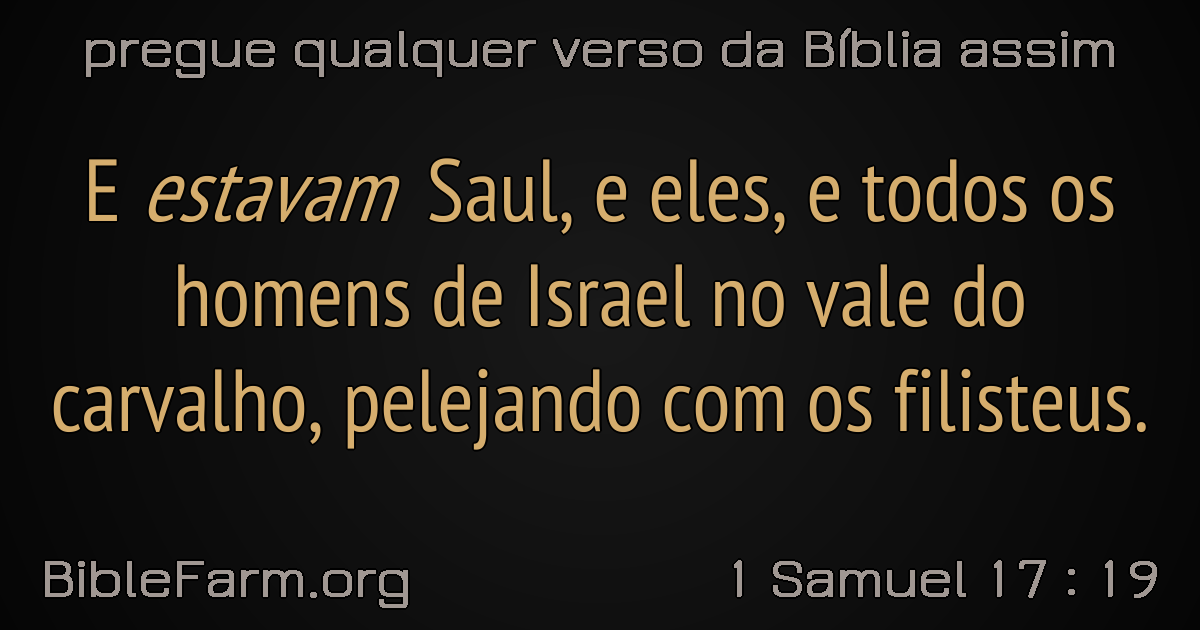 pregue qualquer verso da Bíblia assim
E estavam Saul, e eles, e todos os
homens de Israel no vale do
carvalho, pelejando com os filisteus.
BibleFarm.org
1 Samuel 17 : 19